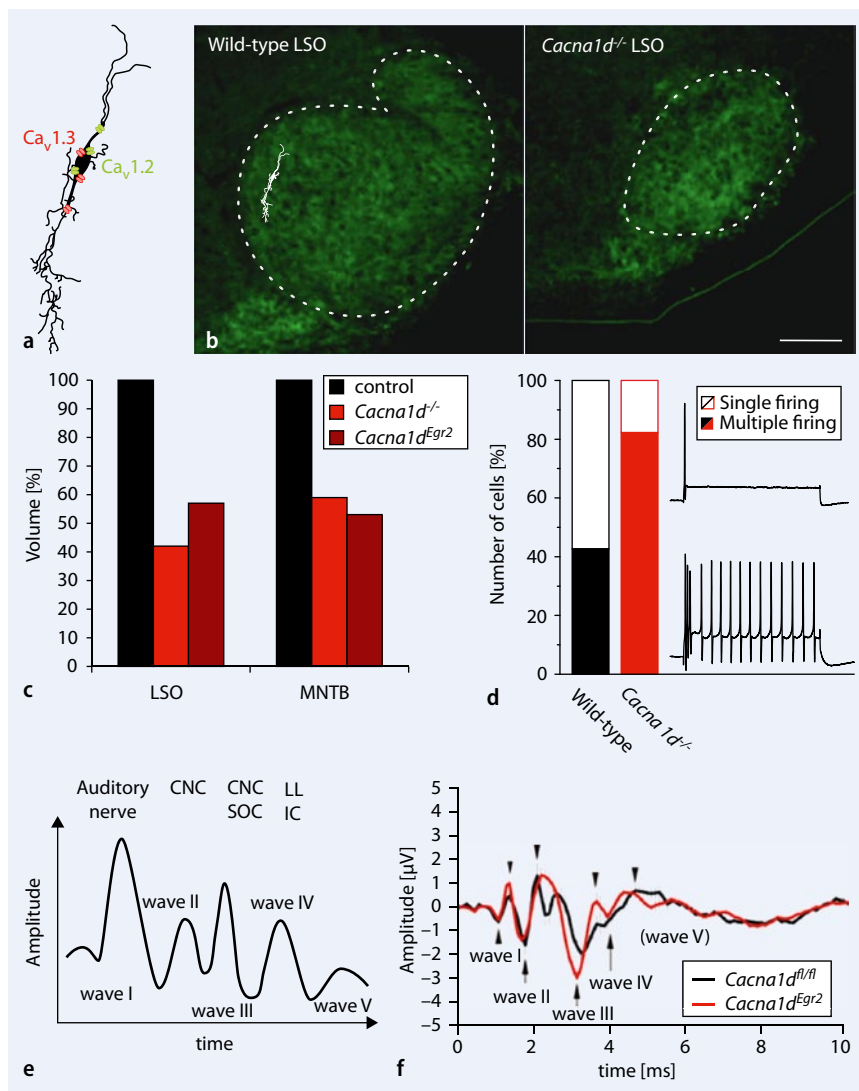 Ca_v1.3
Ca_v1.2
a
Wild-type LSO
Cacna1d-/- LSO
b
100
90
80
70
60
50
40
30
20
10
0
Volume [%]
control
Cacna1d-/-
Cacna1dEgr2
LSO
MNTB
c
100
80
60
40
20
0
Number of cells [%]
Single firing
Multiple firing
Wild-type
Cacna 1d-/-
d
Auditory nerve
CNC
CNC SOC
LL IC
Amplitude
wave I
wave II
wave III
wave IV
wave V
time
e
5
4
3
2
1
0
−1
−2
−3
−4
−5
Amplitude [µV]
wave I
wave II
wave III
wave IV
(wave V)
Cacna1dfl/fl
Cacna1dEgr2
0
2
4
6
8
10
time [ms]
f